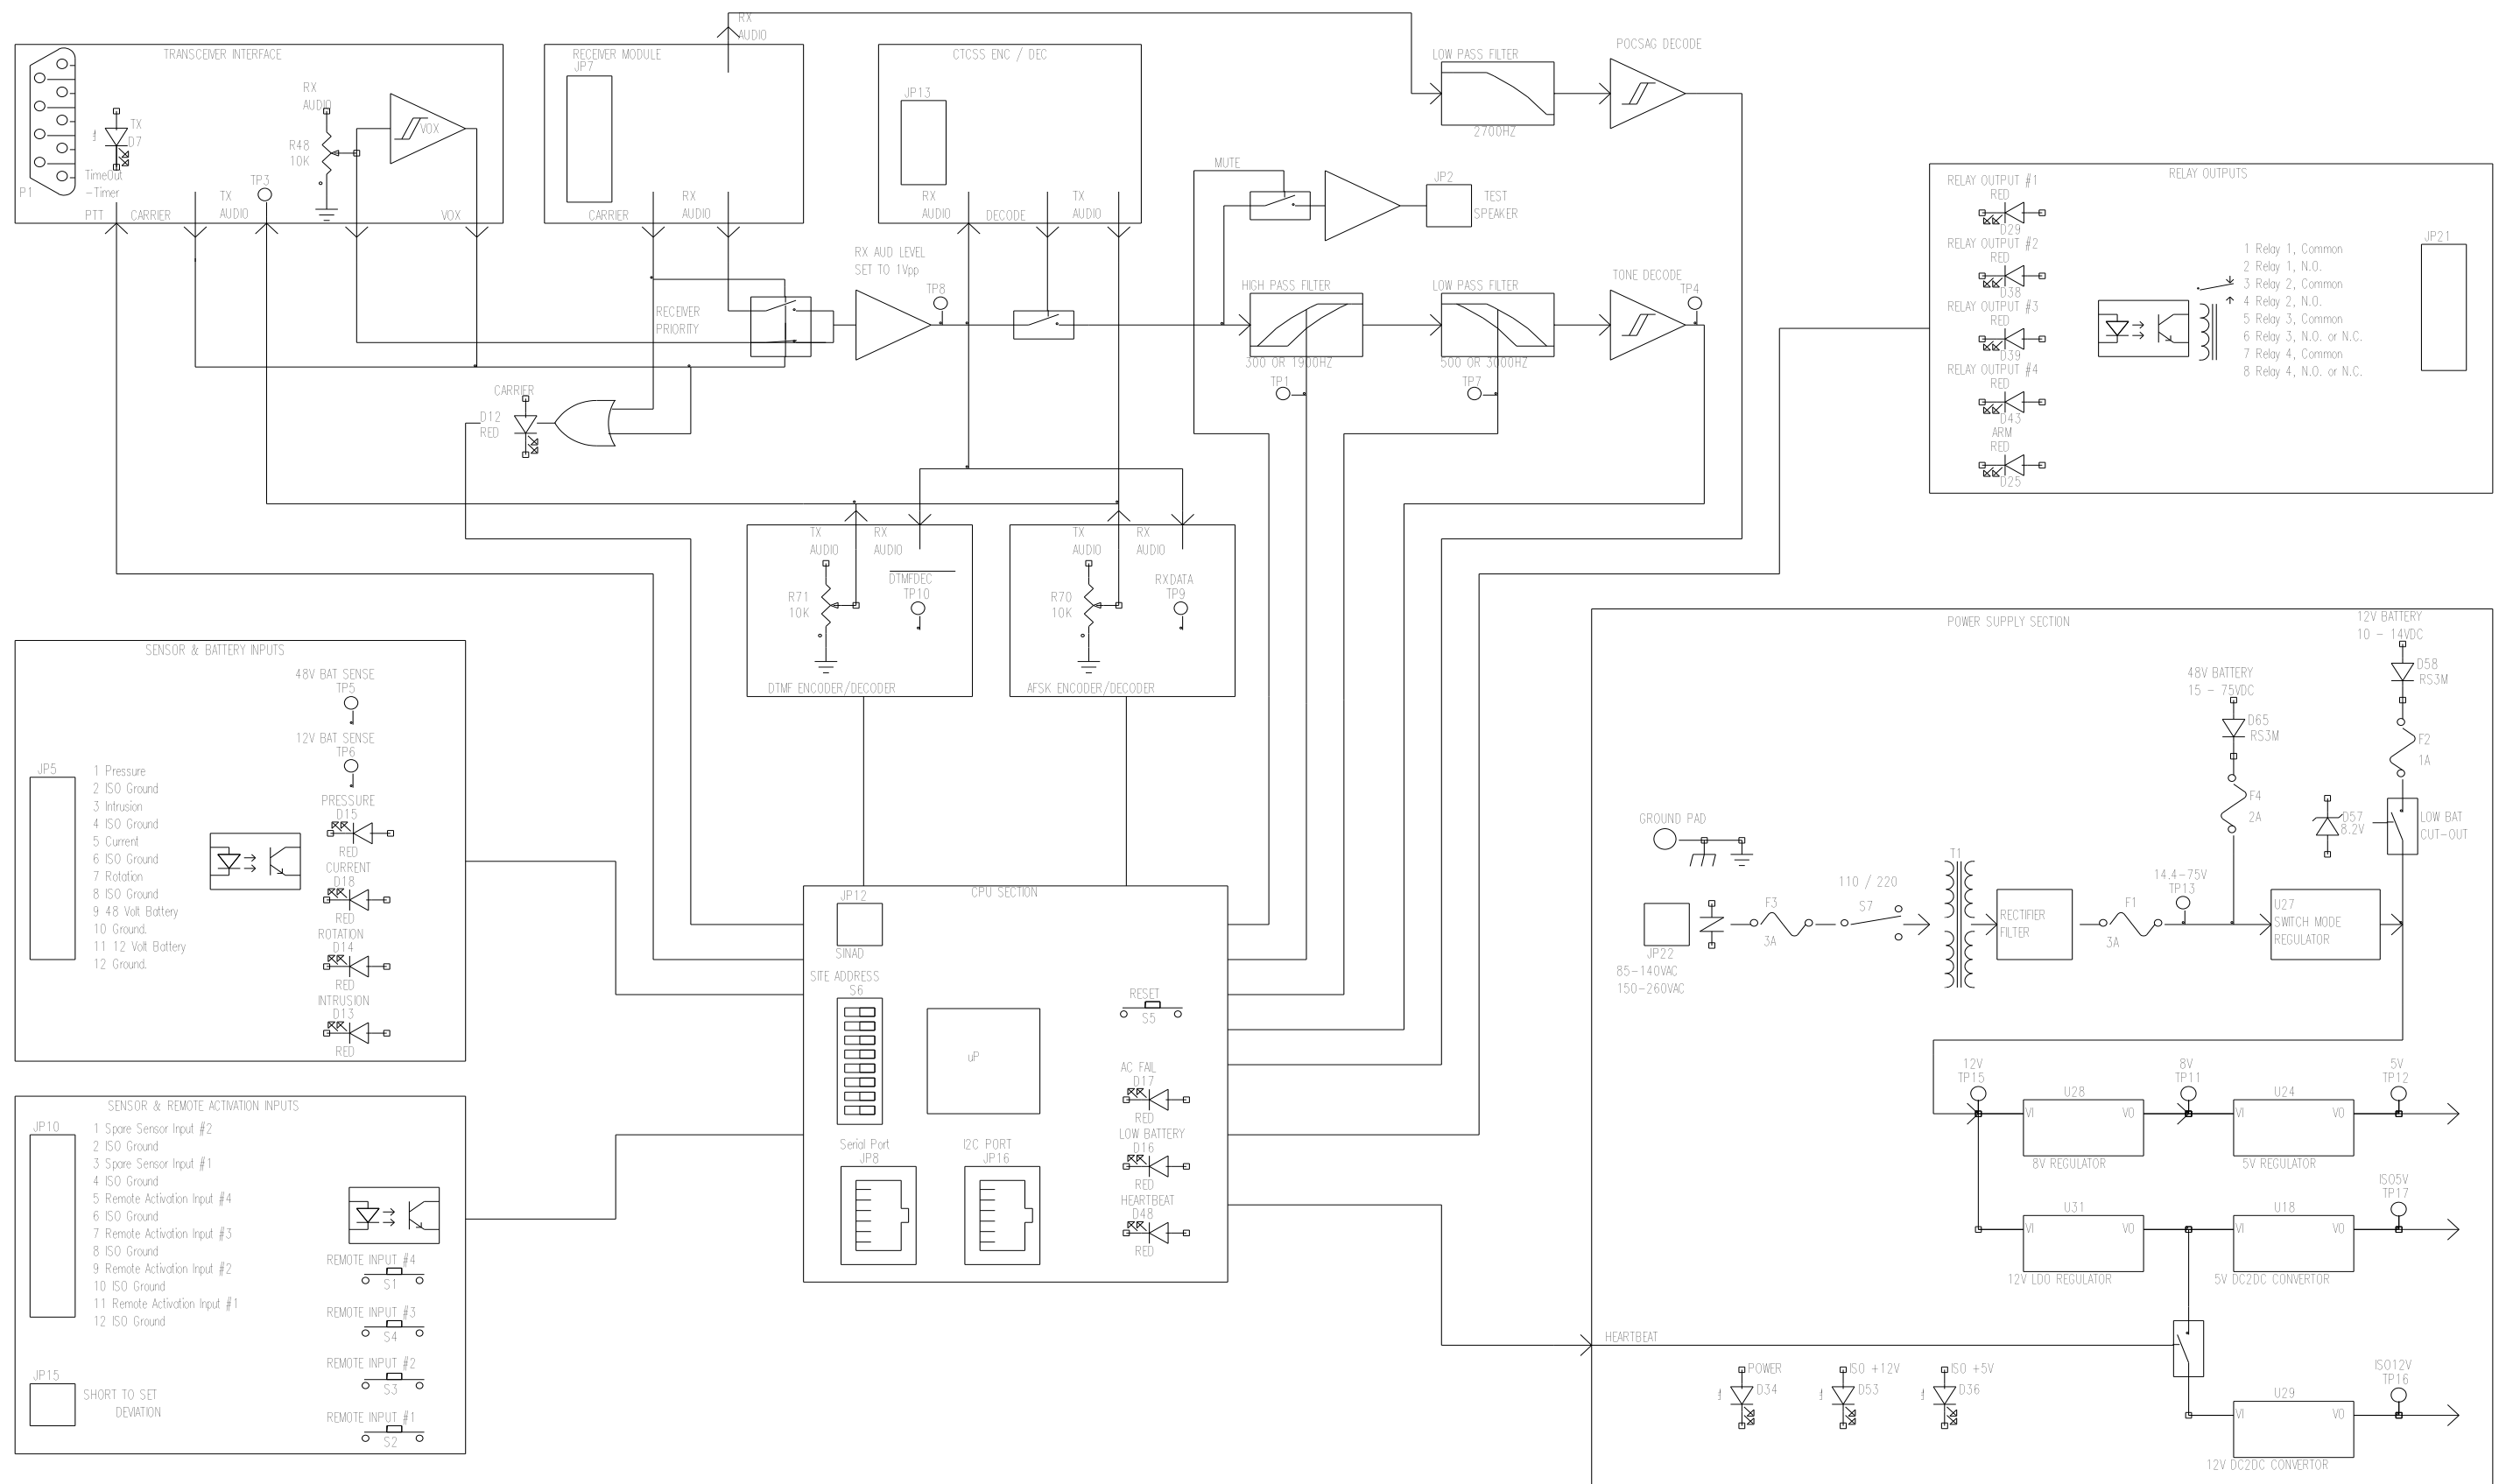 TRANSCEIVER INTERFACE
P1
TX
D7
TimeOut
-Timer
PTT
CARRIER
TX
AUDIO
TP3
RX
AUDIO
R48
10K
VOX
VOX
RECEIVER MODULE
JP7
CARRIER
RX
AUDIO
RX
AUDIO
CTCSS ENC / DEC
JP13
RX
AUDIO
DECODE
TX
AUDIO
LOW PASS FILTER
2700HZ
POCSAG DECODE
MUTE
JP2
TEST
SPEAKER
RECEIVER
PRIORITY
RX AUD LEVEL
SET TO 1Vpp
TP8
HIGH PASS FILTER
300 OR 1900HZ
TP1
LOW PASS FILTER
500 OR 3000HZ
TP7
TONE DECODE
TP4
CARRIER
D12
RED
RELAY OUTPUTS
RELAY OUTPUT #1
RED
D29
RELAY OUTPUT #2
RED
D38
RELAY OUTPUT #3
RED
D39
RELAY OUTPUT #4
RED
D43
ARM
RED
D25
1 Relay 1, Common
2 Relay 1, N.O.
3 Relay 2, Common
4 Relay 2, N.O.
5 Relay 3, Common
6 Relay 3, N.O. or N.C.
7 Relay 4, Common
8 Relay 4, N.O. or N.C.
JP21
TX
AUDIO
RX
AUDIO
R71
10K
DTMFDEC
TP10
DTMF ENCODER/DECODER
TX
AUDIO
RX
AUDIO
R70
10K
RXDATA
TP9
AFSK ENCODER/DECODER
SENSOR & BATTERY INPUTS
48V BAT SENSE
TP5
12V BAT SENSE
TP6
JP5
1 Pressure
2 ISO Ground
3 Intrusion
4 ISO Ground
5 Current
6 ISO Ground
7 Rotation
8 ISO Ground
9 48 Volt Battery
10 Ground.
11 12 Volt Battery
12 Ground.
PRESSURE
D15
RED
CURRENT
D18
RED
ROTATION
D14
RED
INTRUSION
D13
RED
SENSOR & REMOTE ACTIVATION INPUTS
JP10
1 Spare Sensor Input #2
2 ISO Ground
3 Spare Sensor Input #1
4 ISO Ground
5 Remote Activation Input #4
6 ISO Ground
7 Remote Activation Input #3
8 ISO Ground
9 Remote Activation Input #2
10 ISO Ground
11 Remote Activation Input #1
12 ISO Ground
REMOTE INPUT #4
S1
REMOTE INPUT #3
S4
REMOTE INPUT #2
S3
REMOTE INPUT #1
S2
JP15
SHORT TO SET
DEVIATION
CPU SECTION
JP12
SINAD
SITE ADDRESS
S6
uP
RESET
S5
AC FAIL
D17
RED
LOW BATTERY
D16
RED
HEARTBEAT
D48
RED
Serial Port
JP8
I2C PORT
JP16
POWER SUPPLY SECTION
12V BATTERY
10 - 14VDC
D58
RS3M
48V BATTERY
15 - 75VDC
D65
RS3M
F2
1A
F4
2A
D57
8.2V
LOW BAT
CUT-OUT
GROUND PAD
JP22
85-140VAC
150-260VAC
F3
3A
110 / 220
S7
T1
RECTIFIER
FILTER
F1
3A
14.4-75V
TP13
U27
SWITCH MODE
REGULATOR
12V
TP15
U28
VI
VO
8V REGULATOR
8V
TP11
U24
VI
VO
5V REGULATOR
5V
TP12
U31
VI
VO
12V LDO REGULATOR
U18
VI
VO
5V DC2DC CONVERTOR
ISO5V
TP17
HEARTBEAT
POWER
D34
ISO +12V
D53
ISO +5V
D36
U29
VI
VO
12V DC2DC CONVERTOR
ISO12V
TP16